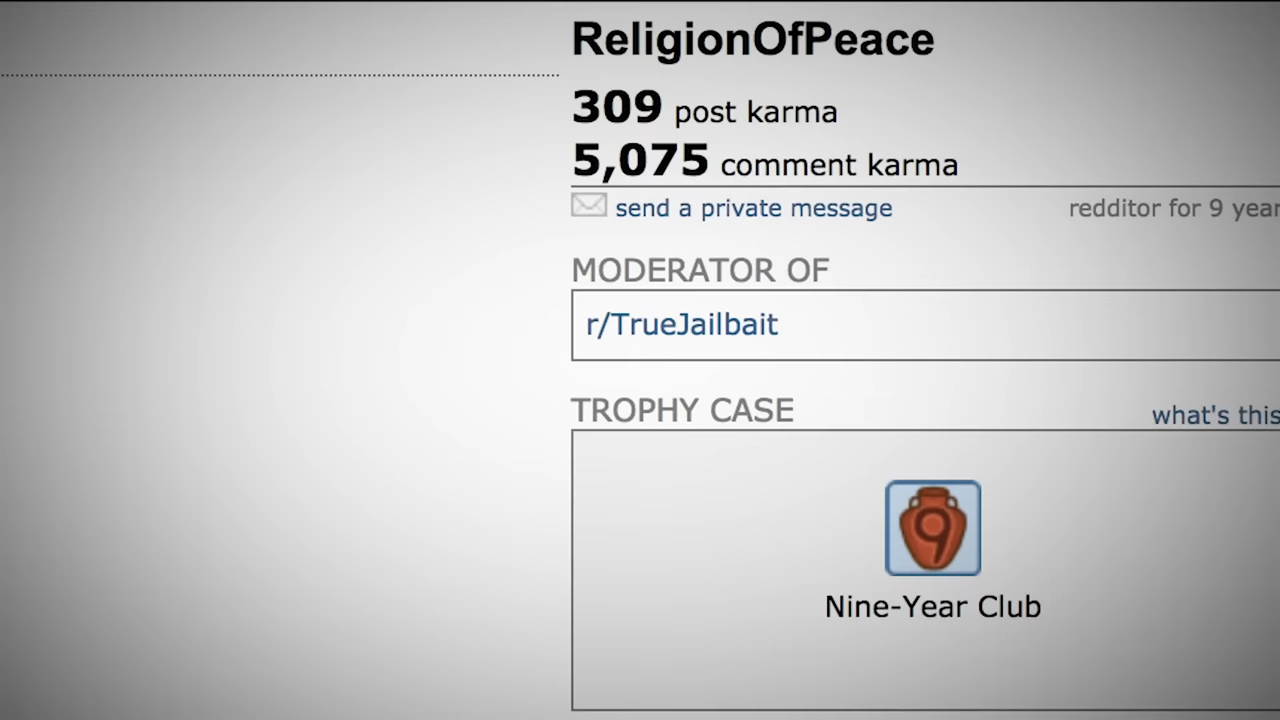 ReligionOfPeace
309 post karma
5,075 comment karma
send a private message redditor for 9 year
MODERATOR OF
r/TrueJailbait
TROPHY CASE what's this
9
Nine-Year Club